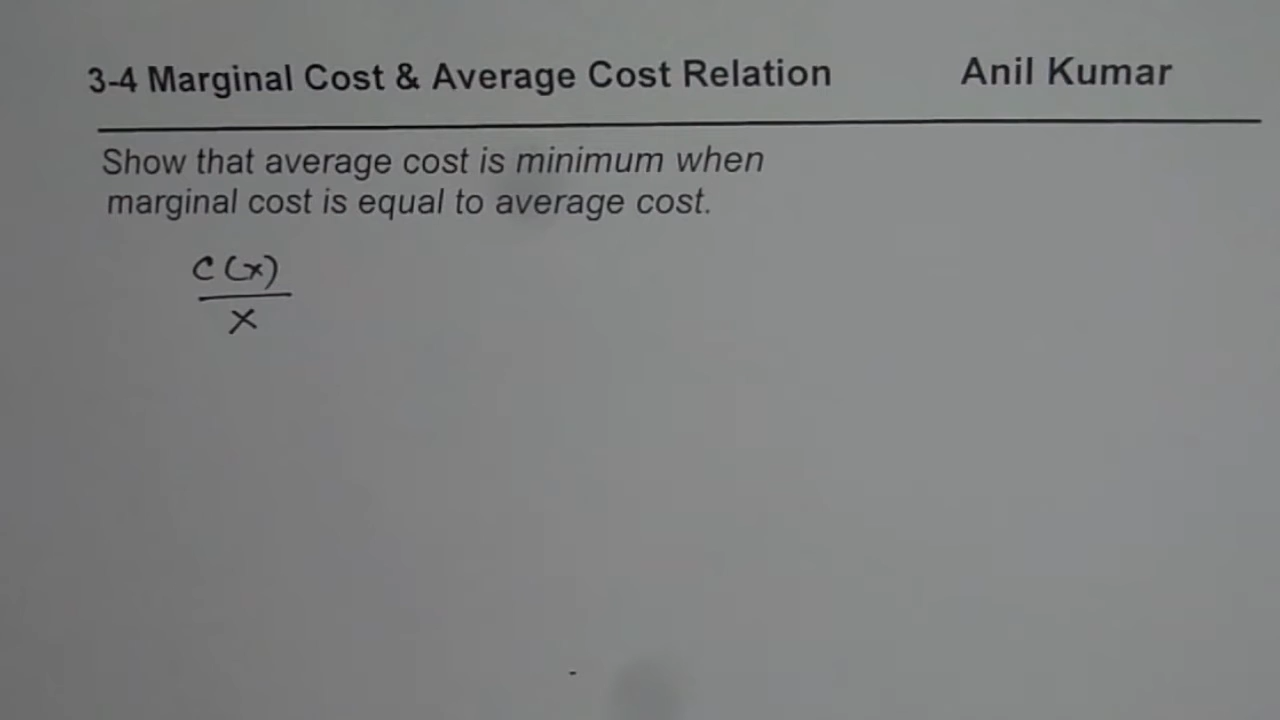 3-4 Marginal Cost & Average Cost Relation Anil Kumar
Show that average cost is minimum when
marginal cost is equal to average cost.
C(x)
x